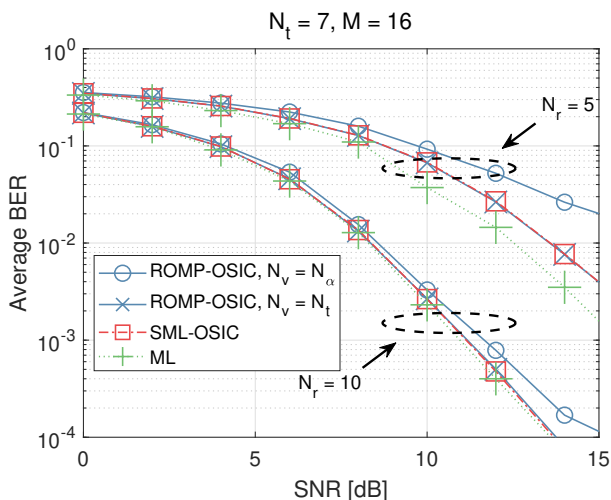 N_t = 7, M = 16
Average BER
10^0
10^-1
10^-2
10^-3
10^-4
N_r = 5
ROMP-OSIC, N_v = N_α
ROMP-OSIC, N_v = N_t
SML-OSIC
ML
N_r = 10
0 5 10 15
SNR [dB]